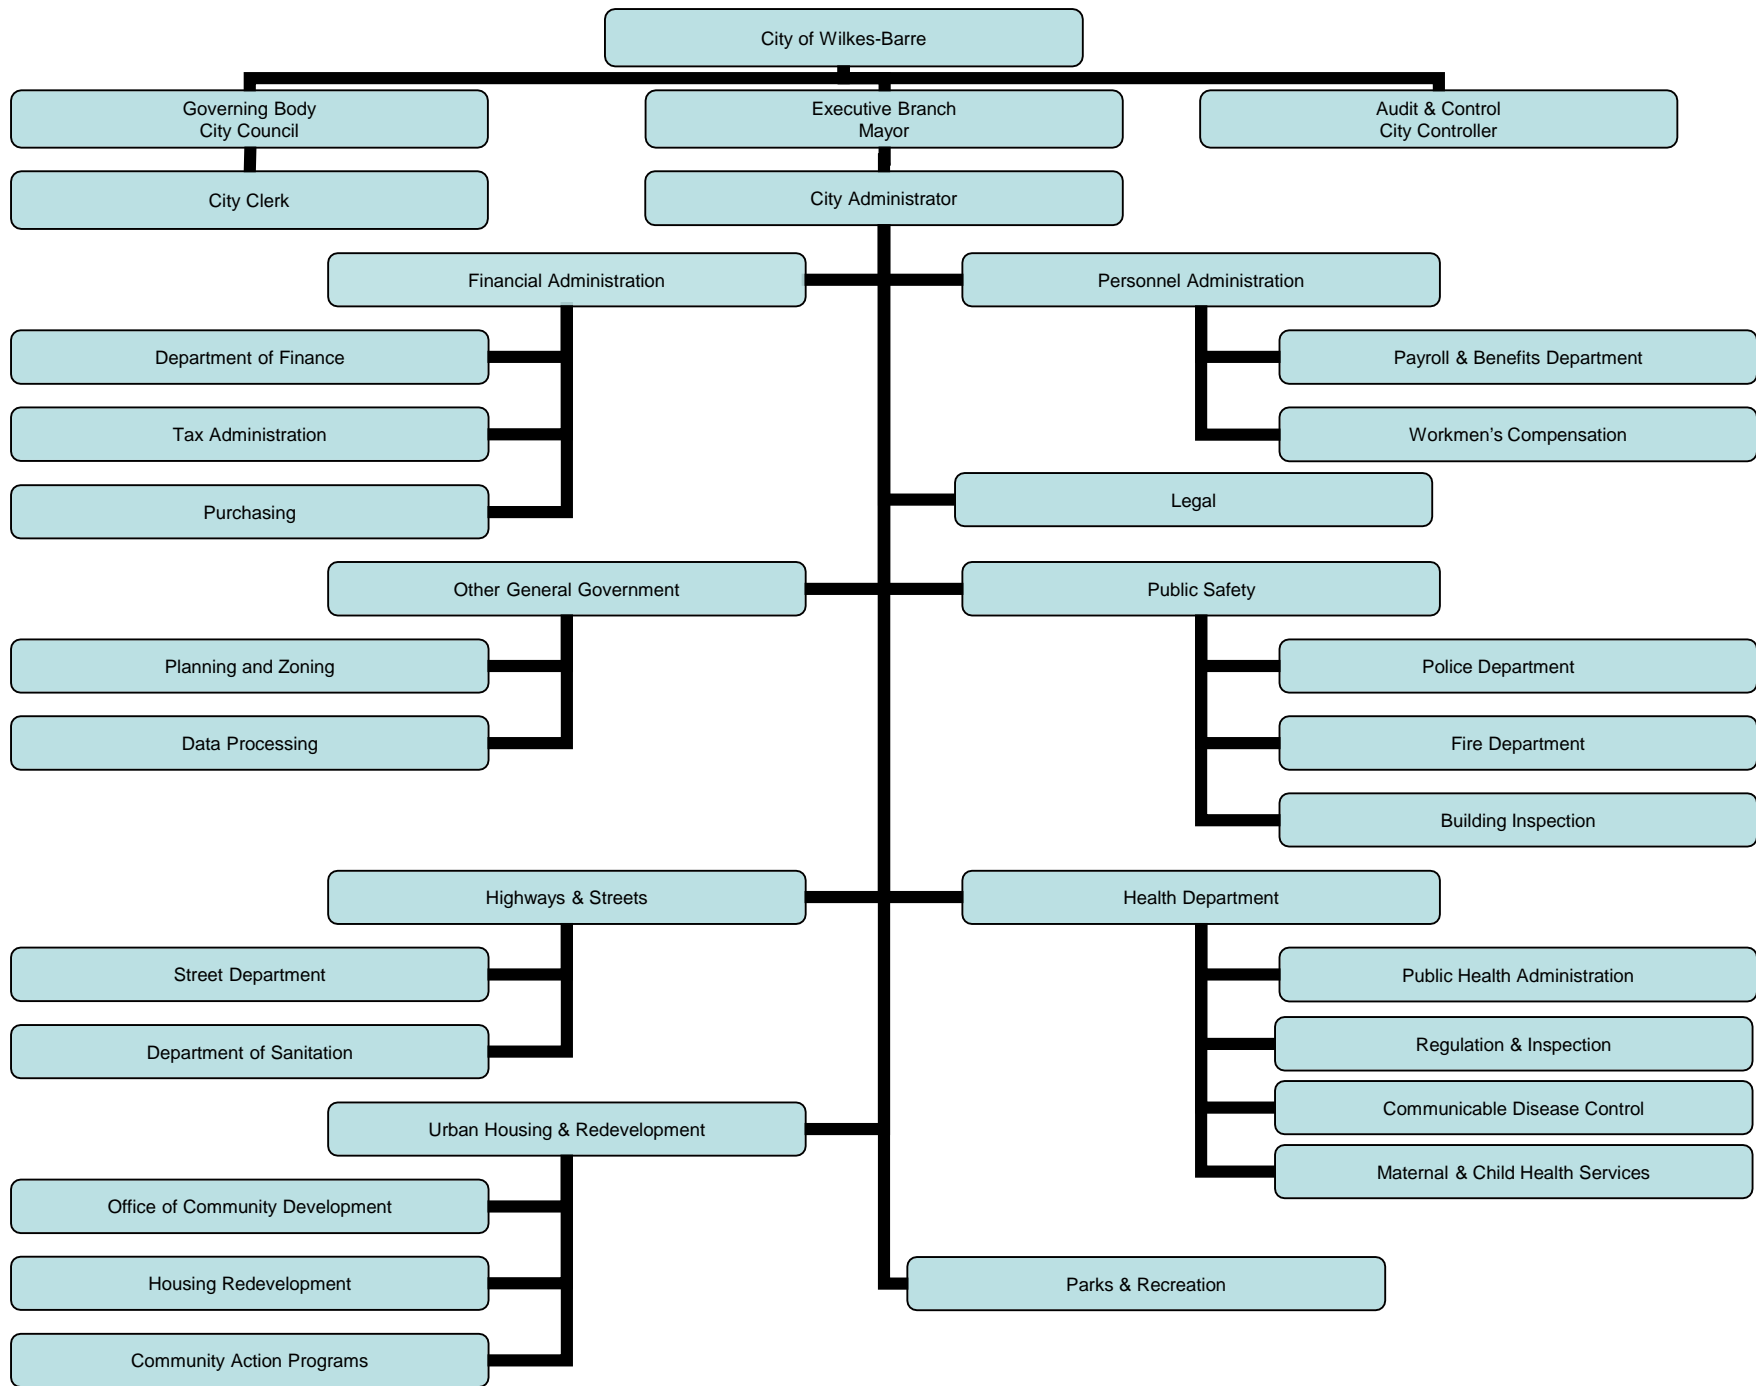 City of Wilkes-Barre
Governing Body
City Council
Executive Branch
Mayor
Audit & Control
City Controller
City Clerk
City Administrator
Financial Administration
Personnel Administration
Department of Finance
Payroll & Benefits Department
Tax Administration
Workmen’s Compensation
Purchasing
Legal
Other General Government
Public Safety
Planning and Zoning
Police Department
Data Processing
Fire Department
Building Inspection
Highways & Streets
Health Department
Street Department
Public Health Administration
Department of Sanitation
Regulation & Inspection
Communicable Disease Control
Urban Housing & Redevelopment
Maternal & Child Health Services
Office of Community Development
Housing Redevelopment
Parks & Recreation
Community Action Programs